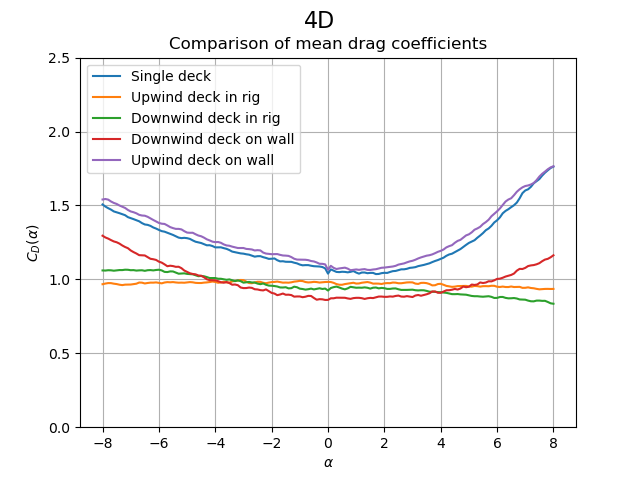 4D
Comparison of mean drag coefficients
Single deck
Upwind deck in rig
Downwind deck in rig
Downwind deck on wall
Upwind deck on wall
2.5
2.0
1.5
1.0
0.5
0.0
C_D(α)
−8 −6 −4 −2 0 2 4 6 8
α